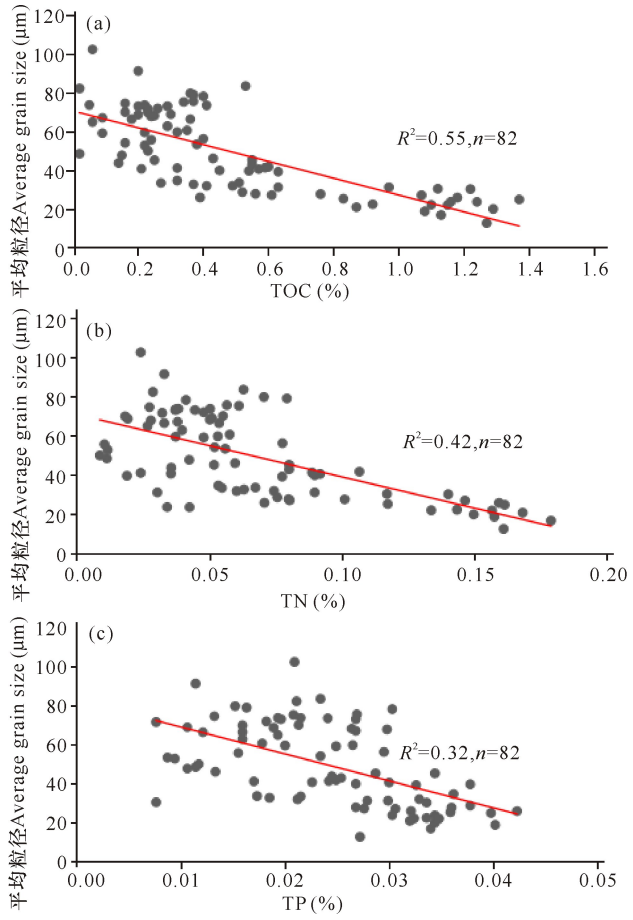 (a)
平均粒径Average grain size (μm)
120
100
80
60
40
20
0
R²=0.55,n=82
0.0 0.2 0.4 0.6 0.8 1.0 1.2 1.4 1.6
TOC (%)
(b)
平均粒径Average grain size (μm)
120
100
80
60
40
20
0
R²=0.42,n=82
0.00 0.05 0.10 0.15 0.20
TN (%)
(c)
平均粒径Average grain size (μm)
120
100
80
60
40
20
0
R²=0.32,n=82
0.00 0.01 0.02 0.03 0.04 0.05
TP (%)